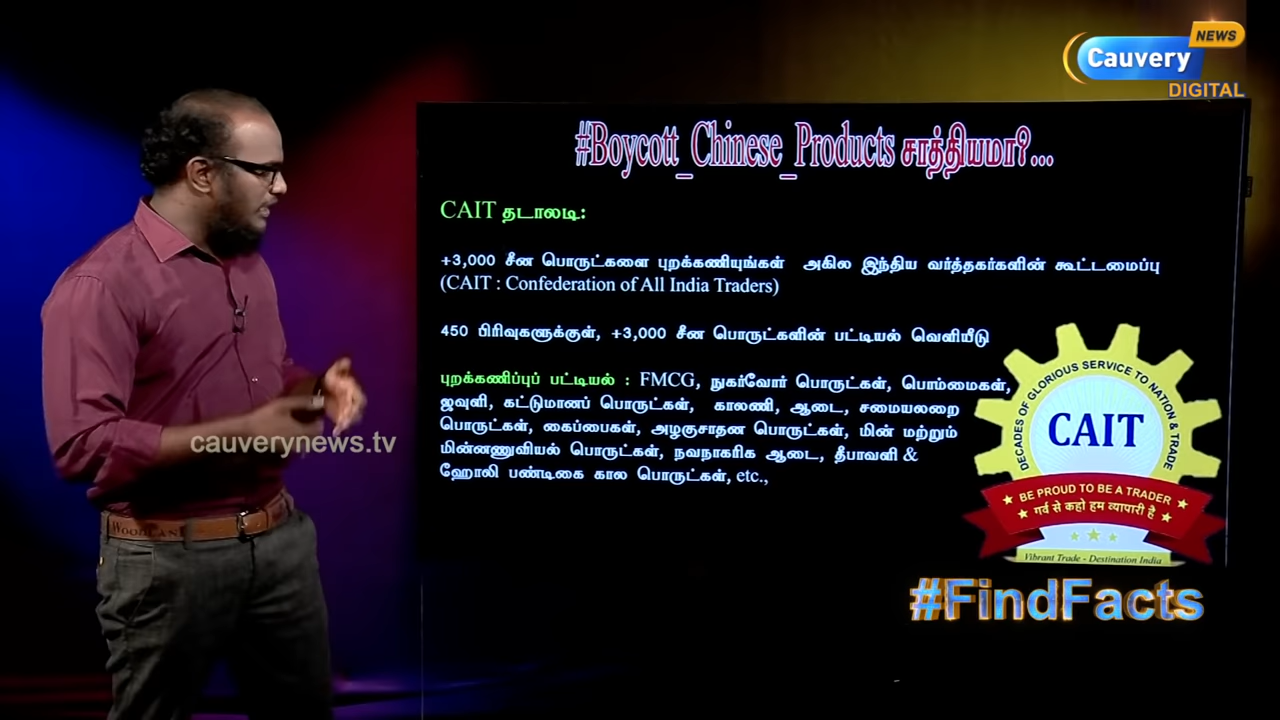 Cauvery NEWS
DIGITAL
#Boycott_Chinese_Products சாத்தியமா?...
CAIT தடாலடி:
+3,000 சீன பொருட்களை புறக்கணியுங்கள் அகில இந்திய வர்த்தகர்களின் கூட்டமைப்பு
(CAIT : Confederation of All India Traders)
450 பிரிவுகளுக்குள், +3,000 சீன பொருட்களின் பட்டியல் வெளியீடு
புறக்கணிப்புப் பட்டியல் : FMCG, நுகர்வோர் பொருட்கள், பொம்மைகள்,
ஜவுளி, கட்டுமானப் பொருட்கள், காலணி, ஆடை, சமையலறை
பொருட்கள், கைப்பைகள், அழகுசாதன பொருட்கள், மின் மற்றும்
மின்னணுவியல் பொருட்கள், நவநாகரிக ஆடை, தீபாவளி &
ஹோலி பண்டிகை கால பொருட்கள், etc.,
DECADES OF GLORIOUS SERVICE TO NATION & TRADE
CAIT
BE PROUD TO BE A TRADER
गर्व से कहो हम व्यापारी है
Vibrant Trade - Destination India
#FindFacts
cauverynews.tv
WOODLAND